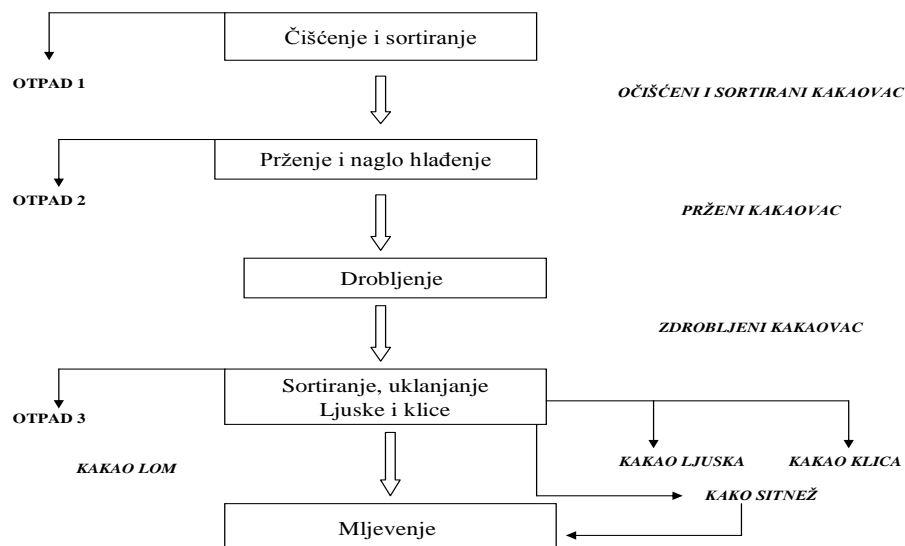 Čišćenje i sortiranje
OTPAD 1
OČIŠĆENI I SORTIRANI KAKAOVAC
Prženje i naglo hlađenje
OTPAD 2
PRŽENI KAKAOVAC
Drobljenje
ZDROBLJENI KAKAOVAC
Sortiranje, uklanjanje
Ljuske i klice
OTPAD 3
KAKAO LJUSKA
KAKAO KLICA
KAKAO LOM
KAKO SITNEŽ
Mljevenje